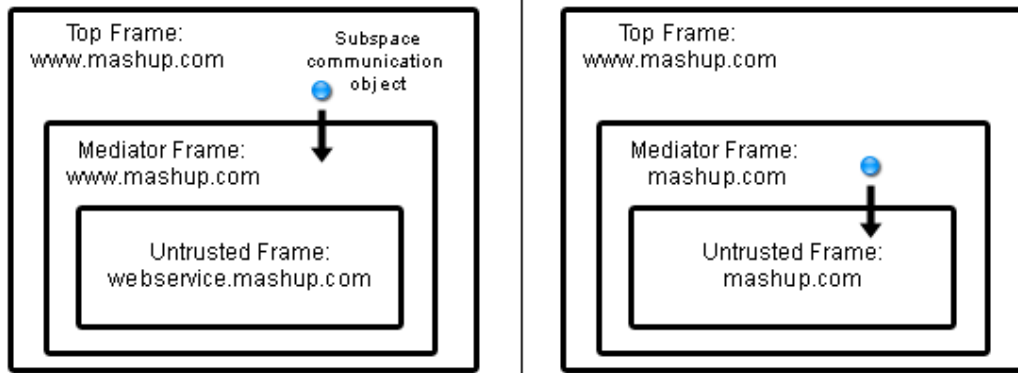 Top Frame:
www.mashup.com
Subspace
communication
object
Mediator Frame:
www.mashup.com
Untrusted Frame:
webservice.mashup.com
Top Frame:
www.mashup.com
Mediator Frame:
mashup.com
Untrusted Frame:
mashup.com